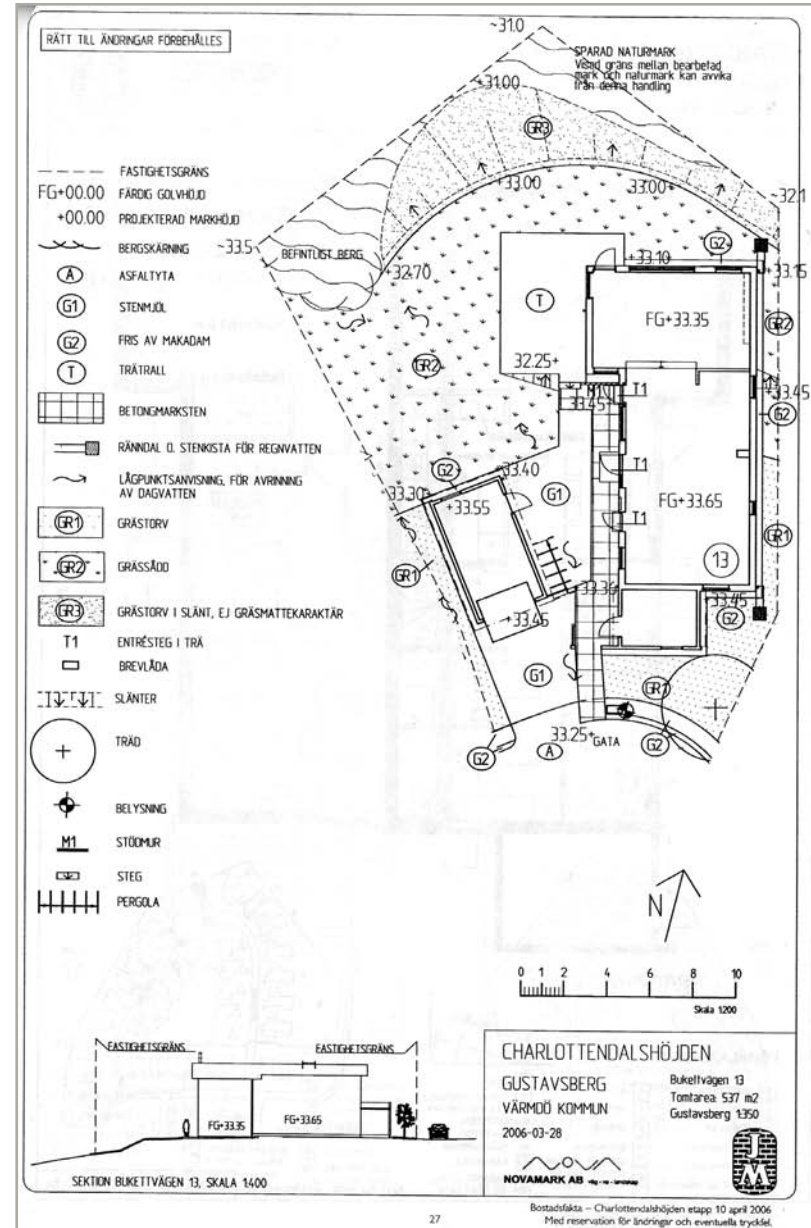 RÄTT TILL ÄNDRINGAR FÖRBEHÅLLES
FASTIGHETSGRÄNS
FG+00.00 FÄRDIG GOLVHÖJD
+00.00 PROJEKTERAD MARKHÖJD
BERGSKÄRNING
A ASFALTYTA
G1 STENMJÖL
G2 FRIS AV MAKADAM
T TRÄTRALL
BETONGMARKSTEN
RÄNNDAL O. STENKISTA FÖR REGNVATTEN
LÅGPUNKTSANVISNING, FÖR AVRINNING
AV DAGVATTEN
GR1 GRÄSTORV
GR2 GRÄSSÅDD
GR3 GRÄSTORV I SLÄNT, EJ GRÄSMATTEKARAKTÄR
T1 ENTRÉSTEG I TRÄ
BREVLÅDA
SLÄNTER
TRÄD
BELYSNING
M1 STÖDMUR
STEG
PERGOLA
~31.0
SPARAD NATURMARK
Visad gräns mellan bearbetad
mark och naturmark kan avvika
från denna handling
+31.00
GR3
+33.00
33.00+
~32.1
~33.5
BEFINTLIGT BERG
G2
+33.10
+33.15
+32.70
T
FG+33.35
GR2
GR2
32.25+
+33.45
T1
+33.45
G2
+33.40
G2
T1
33.30
+33.55
G1
FG+33.65
T1
GR1
GR1
13
33.36
+33.45
+33.45
G2
G1
GR1
33.25+
GATA
G2
A
G2
N
0 1 2 4 6 8 10
Skala 1:200
FASTIGHETSGRÄNS
FASTIGHETSGRÄNS
FG+33.35
FG+33.65
SEKTION BUKETTVÄGEN 13, SKALA 1:400
CHARLOTTENDALSHÖJDEN
GUSTAVSBERG
VÄRMDÖ KOMMUN
2006-03-28
Bukettvägen 13
Tomtarea: 537 m2
Gustavsberg 1:350
NOVAMARK AB
JM
27
Bostadsfakta – Charlottendalshöjden etapp 10 april 2006
Med reservation för ändringar och eventuella tryckfel.